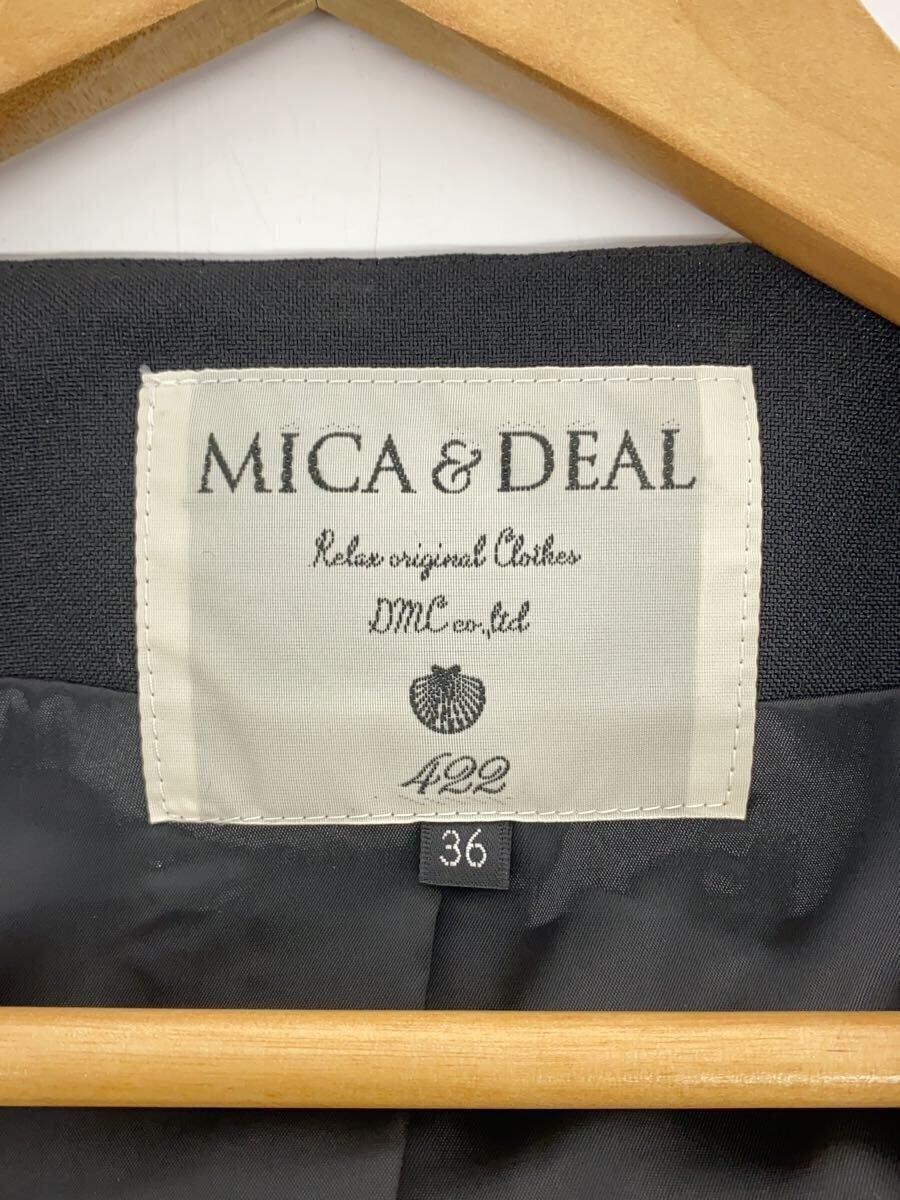 MICA & DEAL
Relax original Clothes
DMC co.,ltd
422
36